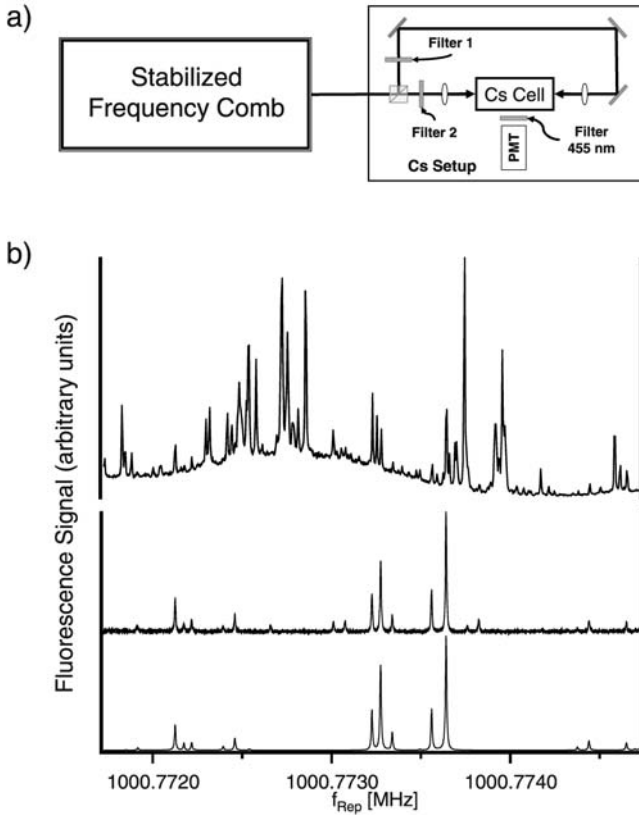 a)
Stabilized
Frequency Comb
Filter 1
Cs Cell
Filter 2
Filter
455 nm
PMT
Cs Setup
b)
Fluorescence Signal (arbitrary units)
1000.7720 1000.7730 1000.7740
fRep [MHz]